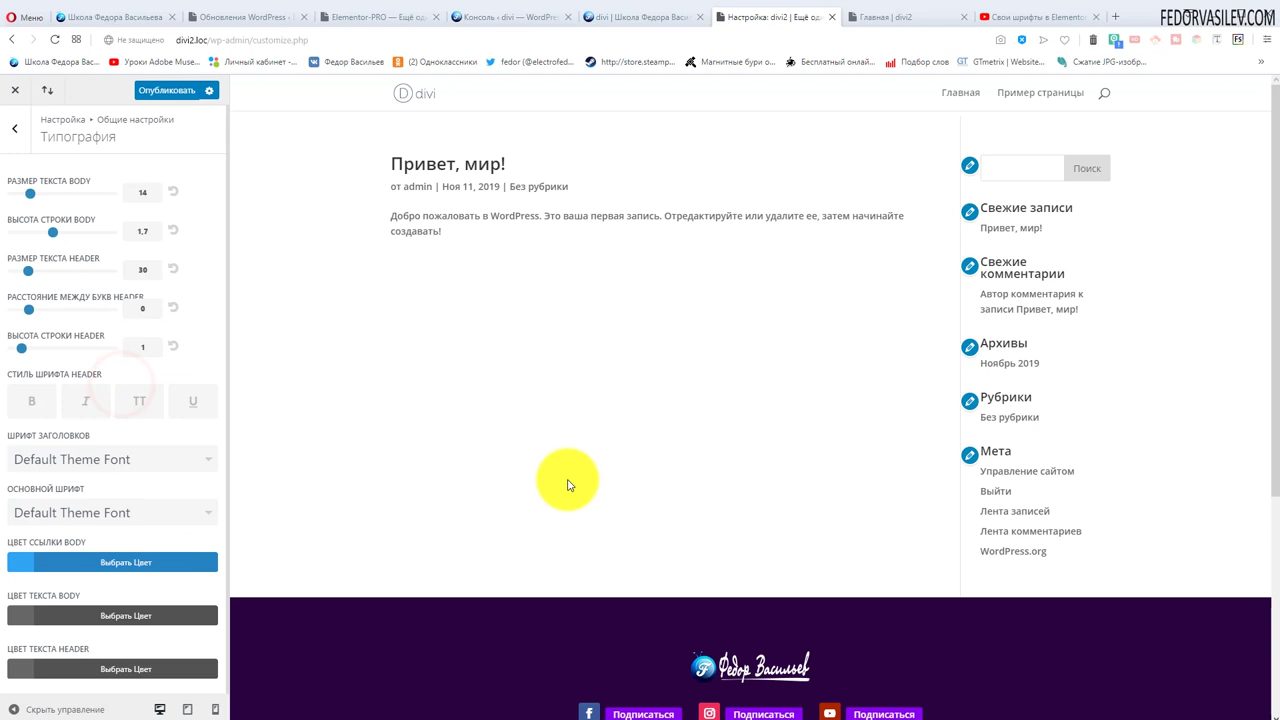 Меню
Школа Федора Васильева
Обновления WordPress ‹
Elementor-PRO — Ещё од
Консоль ‹ divi — WordPre
divi | Школа Федора Васи
Настройка: divi2 | Ещё од
Главная | divi2
Свои шрифты в Elemento
FEDORVASILEV.COM
Не защищено
divi2.loc/wp-admin/customize.php
Школа Федора Вас...
Уроки Adobe Muse...
Личный кабинет -...
Федор Васильев
(2) Одноклассники
fedor (@electrofed...
http://store.steamp...
Магнитные бури о...
Бесплатный онлай...
Подбор слов
GTmetrix | Website...
Сжатие JPG-изобр...
Опубликовать
Настройка ▸ Общие настройки
Типография
РАЗМЕР ТЕКСТА BODY
14
ВЫСОТА СТРОКИ BODY
1,7
РАЗМЕР ТЕКСТА HEADER
30
РАССТОЯНИЕ МЕЖДУ БУКВ HEADER
0
ВЫСОТА СТРОКИ HEADER
1
СТИЛЬ ШРИФТА HEADER
B I TT U
ШРИФТ ЗАГОЛОВКОВ
Default Theme Font
ОСНОВНОЙ ШРИФТ
Default Theme Font
ЦВЕТ ССЫЛКИ BODY
Выбрать Цвет
ЦВЕТ ТЕКСТА BODY
Выбрать Цвет
ЦВЕТ ТЕКСТА HEADER
Выбрать Цвет
Скрыть управление
D divi
Главная
Пример страницы
Привет, мир!
от admin | Ноя 11, 2019 | Без рубрики
Добро пожаловать в WordPress. Это ваша первая запись. Отредактируйте или удалите ее, затем начинайте
создавать!
Поиск
Свежие записи
Привет, мир!
Свежие
комментарии
Автор комментария к
записи Привет, мир!
Архивы
Ноябрь 2019
Рубрики
Без рубрики
Мета
Управление сайтом
Выйти
Лента записей
Лента комментариев
WordPress.org
Федор Васильев
Подписаться
Подписаться
Подписаться